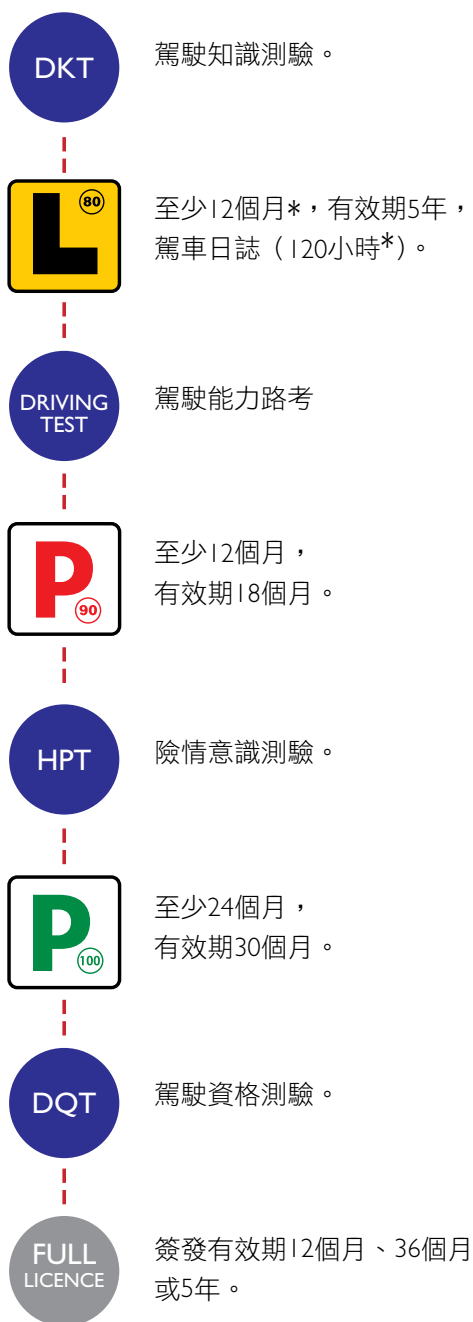 DKT
駕駛知識測驗。
L
80
至少12個月*，有效期5年，
駕車日誌（120小時*）。
DRIVING
TEST
駕駛能力路考
P
90
至少12個月，
有效期18個月。
HPT
險情意識測驗。
P
100
至少24個月，
有效期30個月。
DQT
駕駛資格測驗。
FULL
LICENCE
簽發有效期12個月、36個月
或5年。